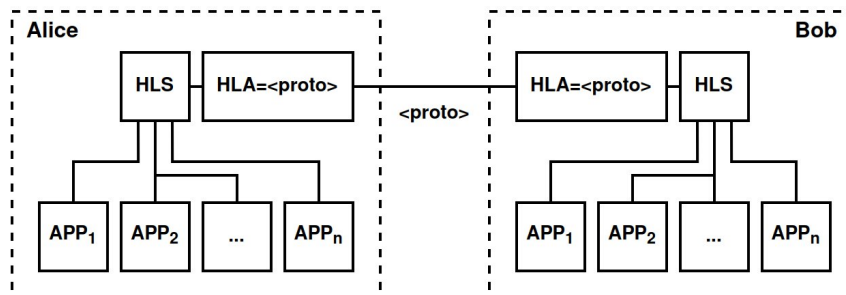 Alice
Bob
HLS
HLA=<proto>
<proto>
HLA=<proto>
HLS
APP₁
APP₂
...
APPₙ
APP₁
APP₂
...
APPₙ